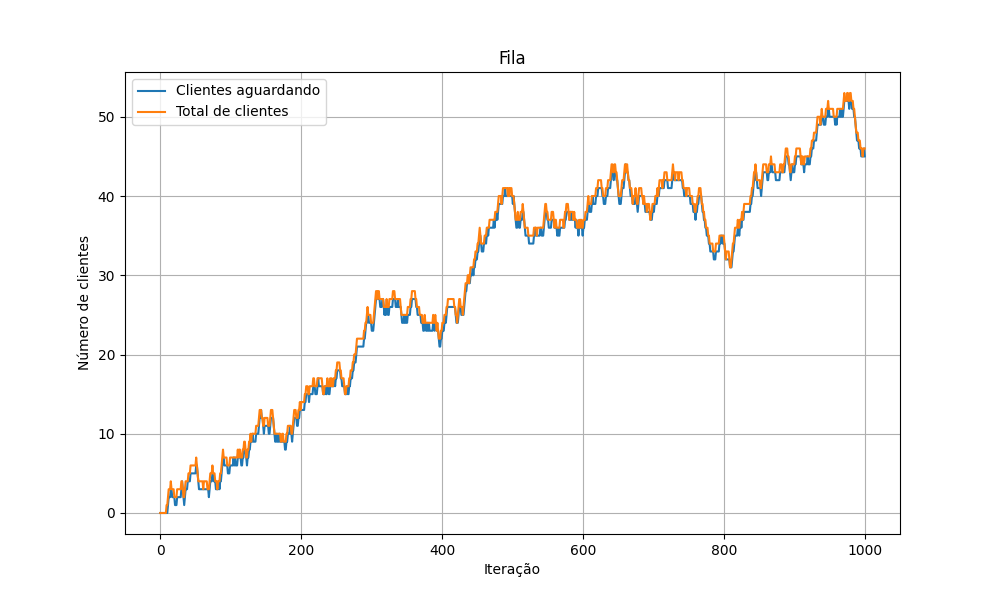 Fila
Clientes aguardando
Total de clientes
50
40
30
20
10
0
Número de clientes
0 200 400 600 800 1000
Iteração